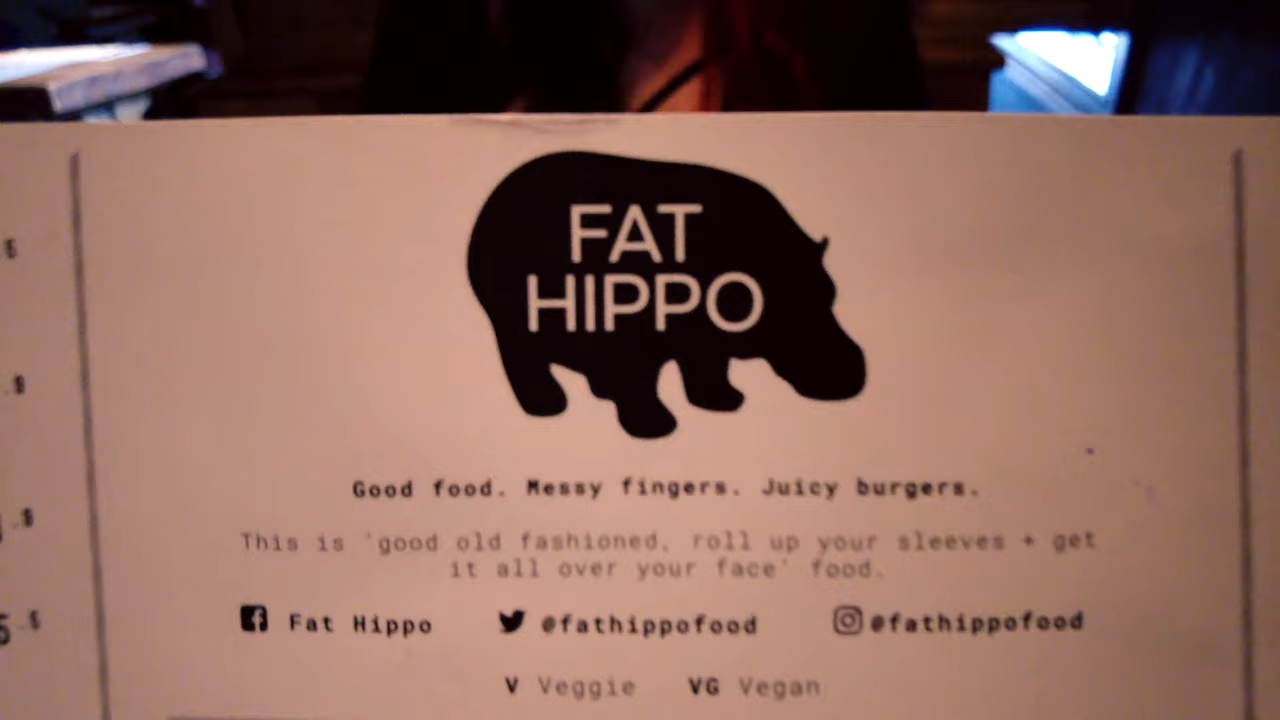 FAT
HIPPO
Good food. Messy fingers. Juicy burgers.
This is 'good old fashioned, roll up your sleeves + get
it all over your face' food.
Fat Hippo @fathippofood @fathippofood
V Veggie VG Vegan